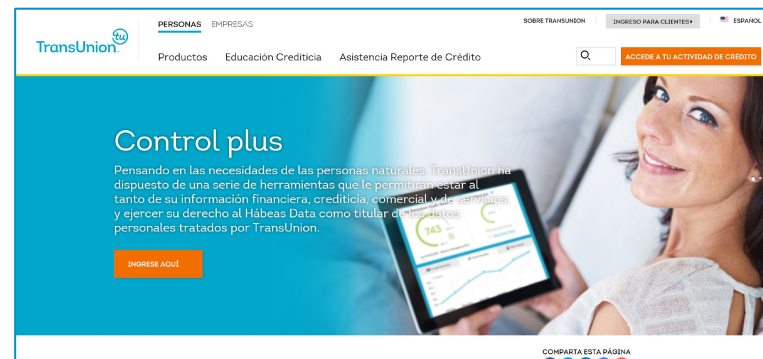 PERSONAS EMPRESAS
SOBRE TRANSUNION
INGRESO PARA CLIENTES
ESPAÑOL
tu
TransUnion
Productos Educación Crediticia Asistencia Reporte de Crédito
ACCEDE A TU ACTIVIDAD DE CRÉDITO
Control plus
Pensando en las necesidades de las personas naturales, TransUnion ha
dispuesto de una serie de herramientas que le permitirán estar al
tanto de su información financiera, crediticia, comercial y de servicios,
y ejercer su derecho al Hábeas Data como titular de los datos
personales tratados por TransUnion.
743
B
INGRESE AQUÍ
COMPARTA ESTA PÁGINA